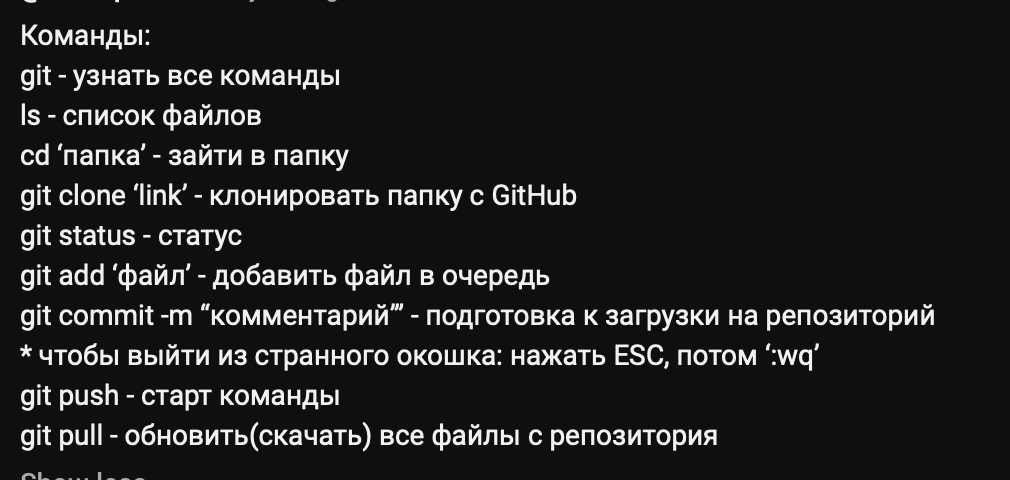 Команды:
git - узнать все команды
ls - список файлов
cd ‘папка’ - зайти в папку
git clone ‘link’ - клонировать папку с GitHub
git status - статус
git add ‘файл’ - добавить файл в очередь
git commit -m “комментарий”’ - подготовка к загрузки на репозиторий
* чтобы выйти из странного окошка: нажать ESC, потом ‘:wq’
git push - старт команды
git pull - обновить(скачать) все файлы с репозитория
Show less